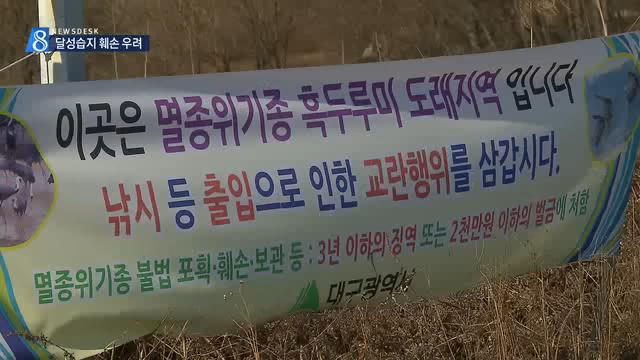 8 NEWSDESK
달성습지 훼손 우려
이곳은 멸종위기종 흑두루미 도래지역 입니다
낚시 등 출입으로 인한 교란행위를 삼갑시다.
멸종위기종 불법 포획·훼손·보관 등 : 3년 이하의 징역 또는 2천만원 이하의 벌금에 처함
대구광역시